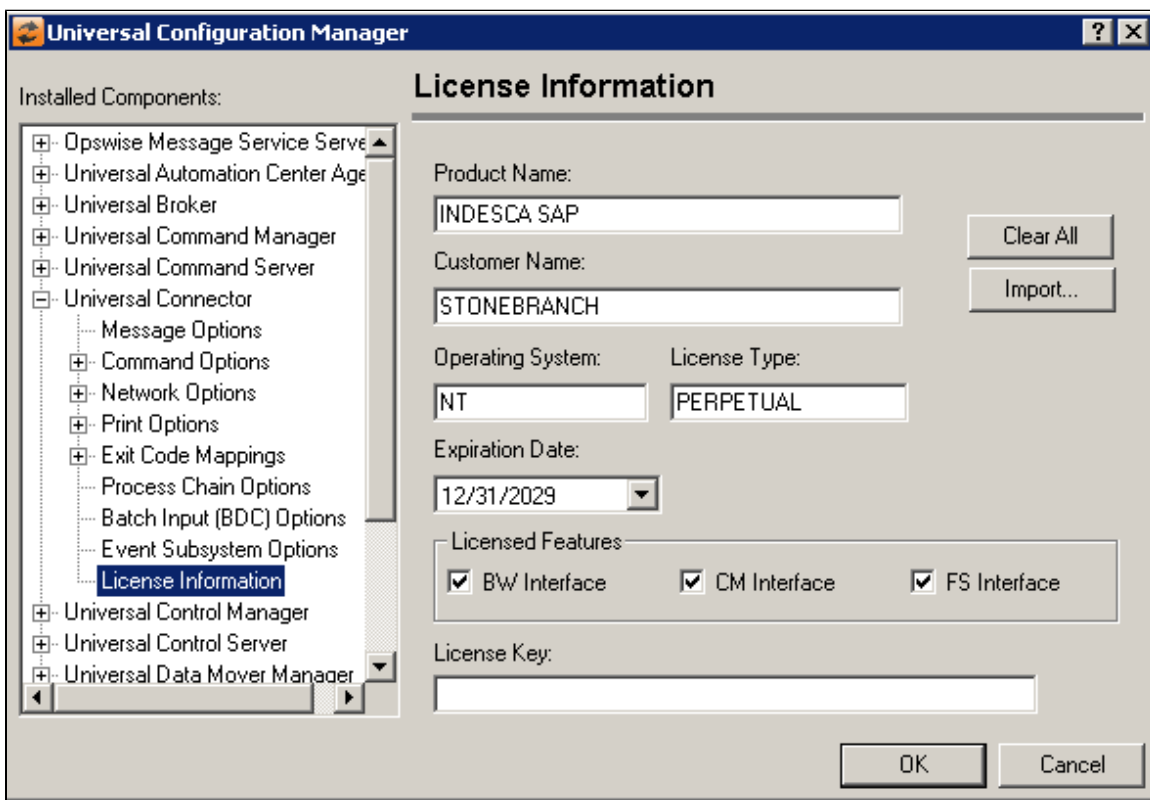 Universal Configuration Manager
Installed Components:
Opswise Message Service Serve
Universal Automation Center Age
Universal Broker
Universal Command Manager
Universal Command Server
Universal Connector
Message Options
Command Options
Network Options
Print Options
Exit Code Mappings
Process Chain Options
Batch Input (BDC) Options
Event Subsystem Options
License Information
Universal Control Manager
Universal Control Server
Universal Data Mover Manager
License Information
Product Name:
INDESCA SAP
Customer Name:
STONEBRANCH
Operating System: License Type:
NT PERPETUAL
Expiration Date:
12/31/2029
Licensed Features
BW Interface CM Interface FS Interface
License Key:
Clear All
Import...
OK Cancel